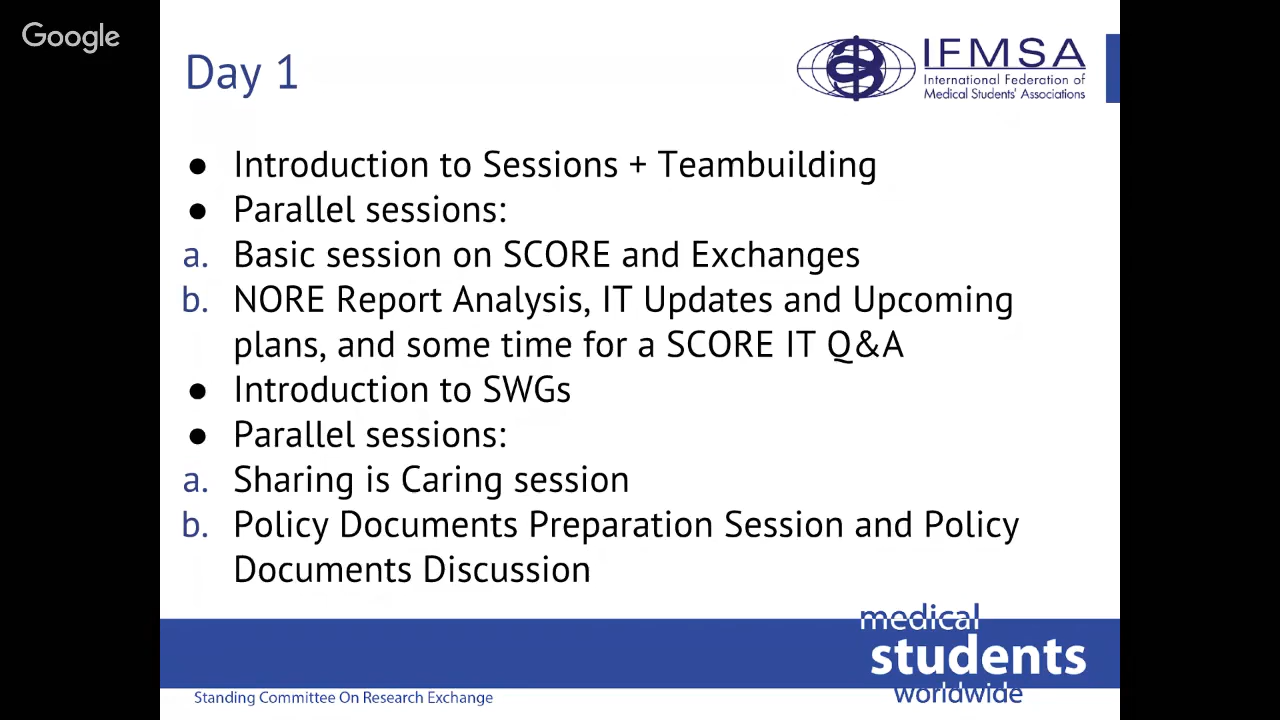 Google
Day 1
IFMSA
International Federation of
Medical Students' Associations
● Introduction to Sessions + Teambuilding
● Parallel sessions:
a. Basic session on SCORE and Exchanges
b. NORE Report Analysis, IT Updates and Upcoming
plans, and some time for a SCORE IT Q&A
● Introduction to SWGs
● Parallel sessions:
a. Sharing is Caring session
b. Policy Documents Preparation Session and Policy
Documents Discussion
medical
students
worldwide
Standing Committee On Research Exchange